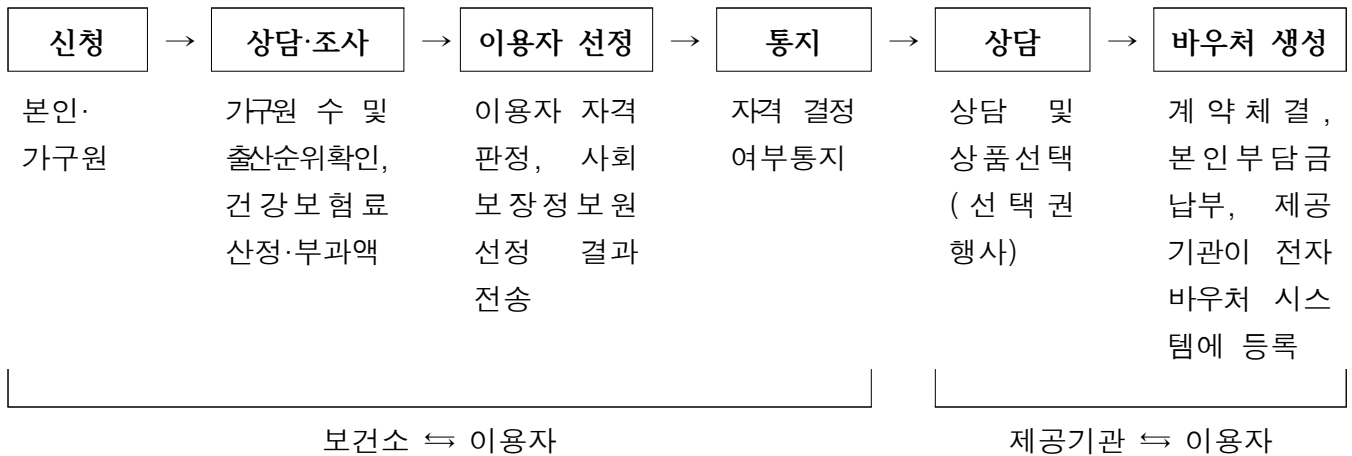 신청 → 상담·조사 → 이용자 선정 → 통지 → 상담 → 바우처 생성
본인·
가구원
가구원 수 및
출산순위확인,
건강보험료
산정·부과액
이용자 자격
판정, 사회
보장정보원
선정 결과
전송
자격 결정
여부통지
상담 및
상품선택
(선택권
행사)
계약체결,
본인부담금
납부, 제공
기관이 전자
바우처 시스
템에 등록
보건소 ⇆ 이용자
제공기관 ⇆ 이용자